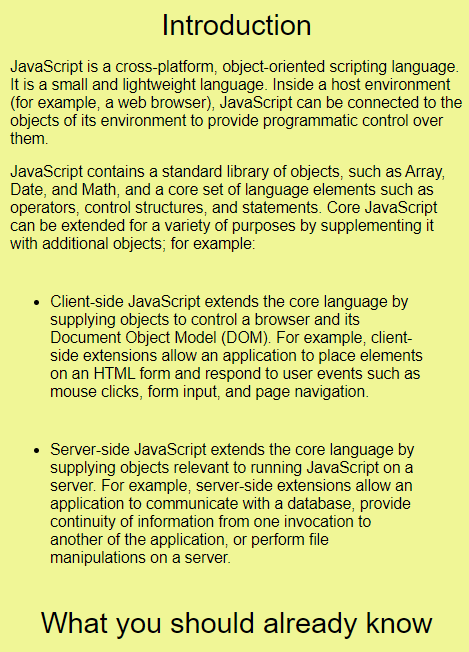 Introduction
JavaScript is a cross-platform, object-oriented scripting language.
It is a small and lightweight language. Inside a host environment
(for example, a web browser), JavaScript can be connected to the
objects of its environment to provide programmatic control over
them.
JavaScript contains a standard library of objects, such as Array,
Date, and Math, and a core set of language elements such as
operators, control structures, and statements. Core JavaScript
can be extended for a variety of purposes by supplementing it
with additional objects; for example:
• Client-side JavaScript extends the core language by
supplying objects to control a browser and its
Document Object Model (DOM). For example, client-
side extensions allow an application to place elements
on an HTML form and respond to user events such as
mouse clicks, form input, and page navigation.
• Server-side JavaScript extends the core language by
supplying objects relevant to running JavaScript on a
server. For example, server-side extensions allow an
application to communicate with a database, provide
continuity of information from one invocation to
another of the application, or perform file
manipulations on a server.
What you should already know